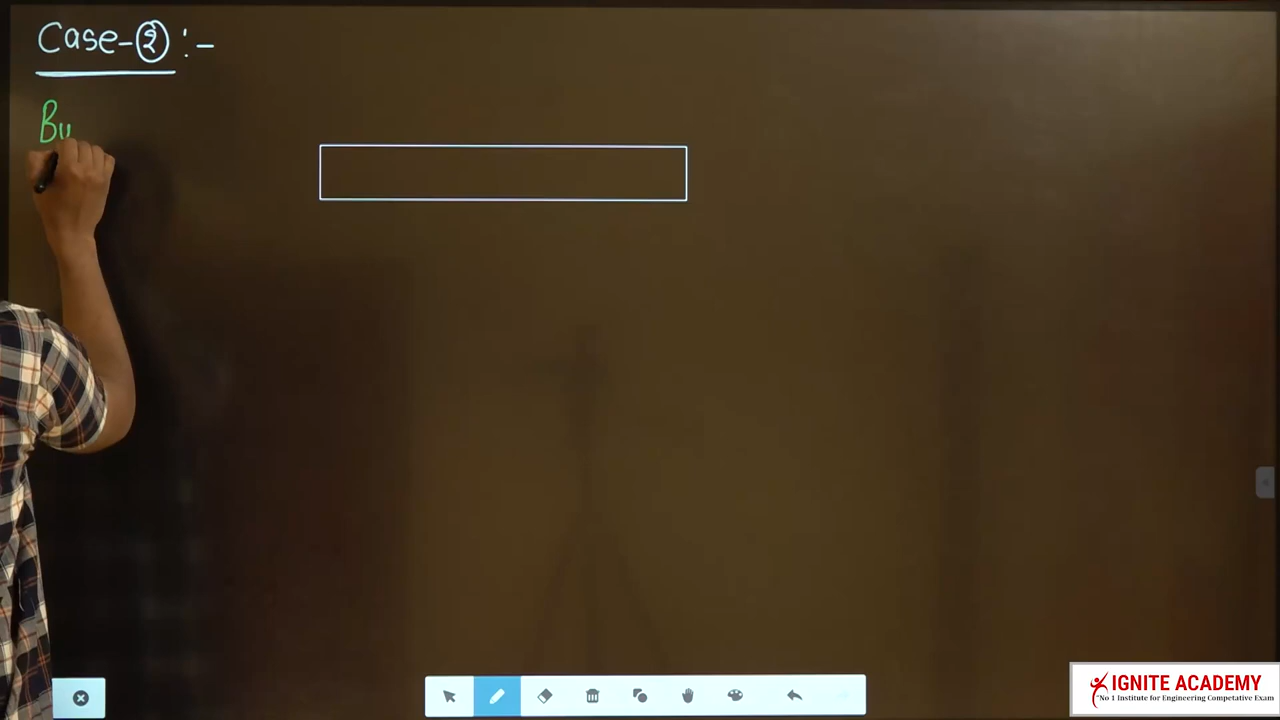 Case-② :-
IGNITE ACADEMY
"No 1 Institute for Engineering Competative Exam